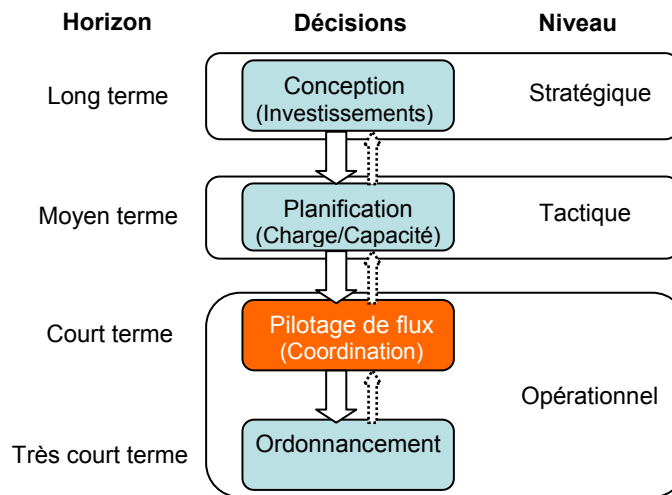 Horizon Décisions Niveau
Long terme
Conception
(Investissements)
Stratégique
Moyen terme
Planification
(Charge/Capacité)
Tactique
Court terme
Pilotage de flux
(Coordination)
Opérationnel
Très court terme
Ordonnancement